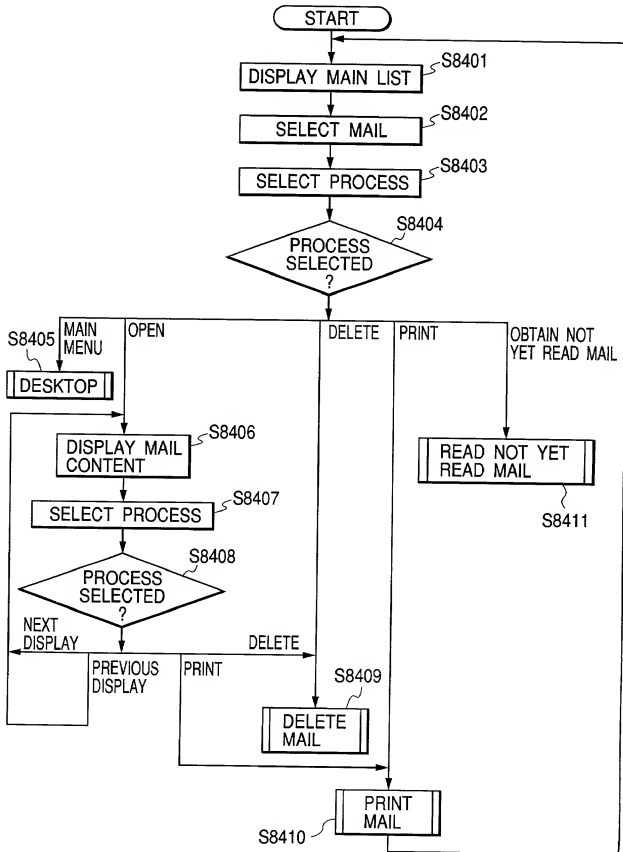 START
S8401
DISPLAY MAIN LIST
S8402
SELECT MAIL
S8403
SELECT PROCESS
S8404
PROCESS
SELECTED
?
MAIN
MENU
OPEN
DELETE
PRINT
OBTAIN NOT
YET READ MAIL
S8405
DESKTOP
S8406
DISPLAY MAIL
CONTENT
READ NOT YET
READ MAIL
S8411
S8407
SELECT PROCESS
S8408
PROCESS
SELECTED
?
NEXT
DISPLAY
DELETE
PREVIOUS
DISPLAY
PRINT
S8409
DELETE
MAIL
PRINT
MAIL
S8410